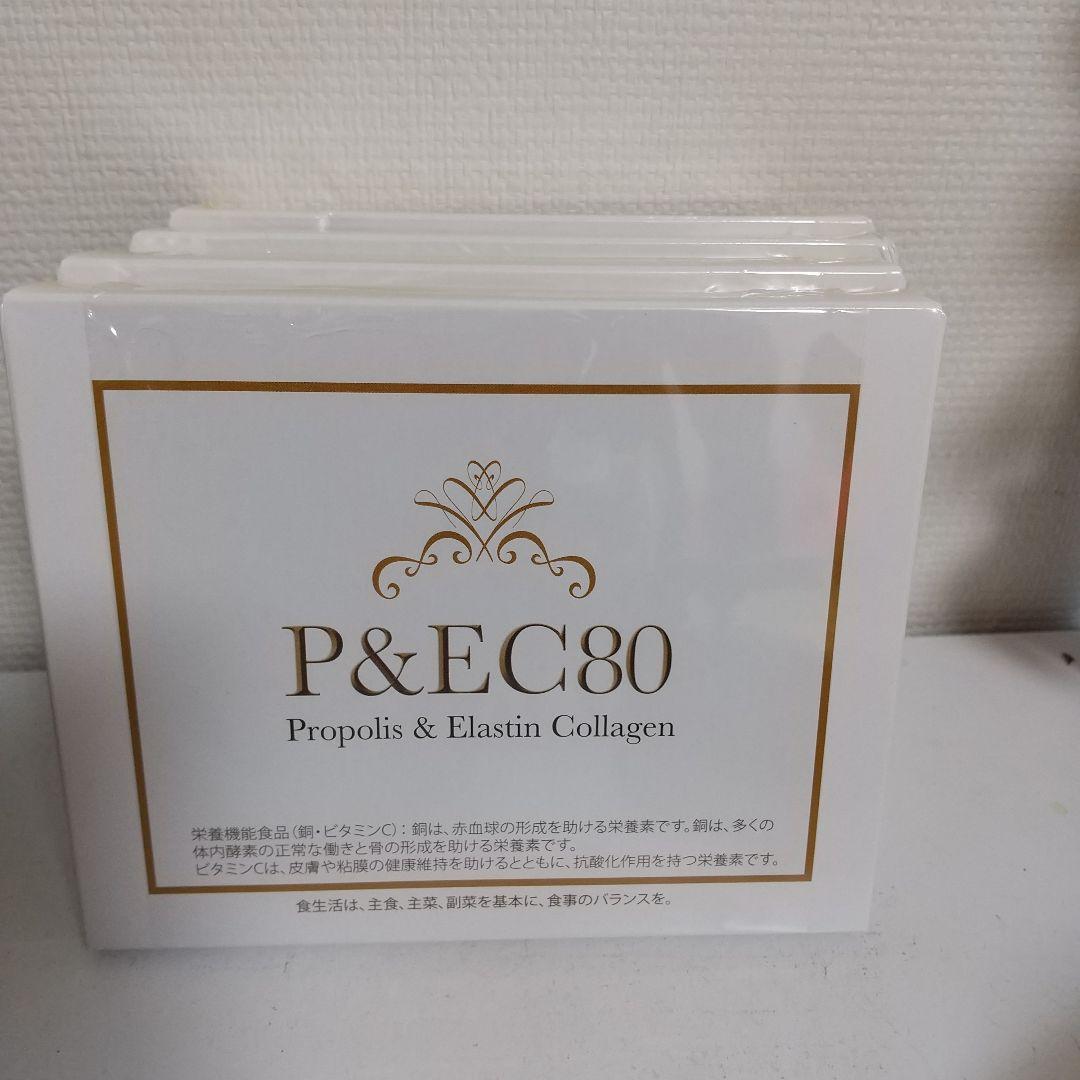 P&EC80
Propolis & Elastin Collagen
栄養機能食品(銅・ビタミンC):銅は、赤血球の形成を助ける栄養素です。銅は、多くの
体内酵素の正常な働きと骨の形成を助ける栄養素です。
ビタミンCは、皮膚や粘膜の健康維持を助けるとともに、抗酸化作用を持つ栄養素です。
食生活は、主食、主菜、副菜を基本に、食事のバランスを。